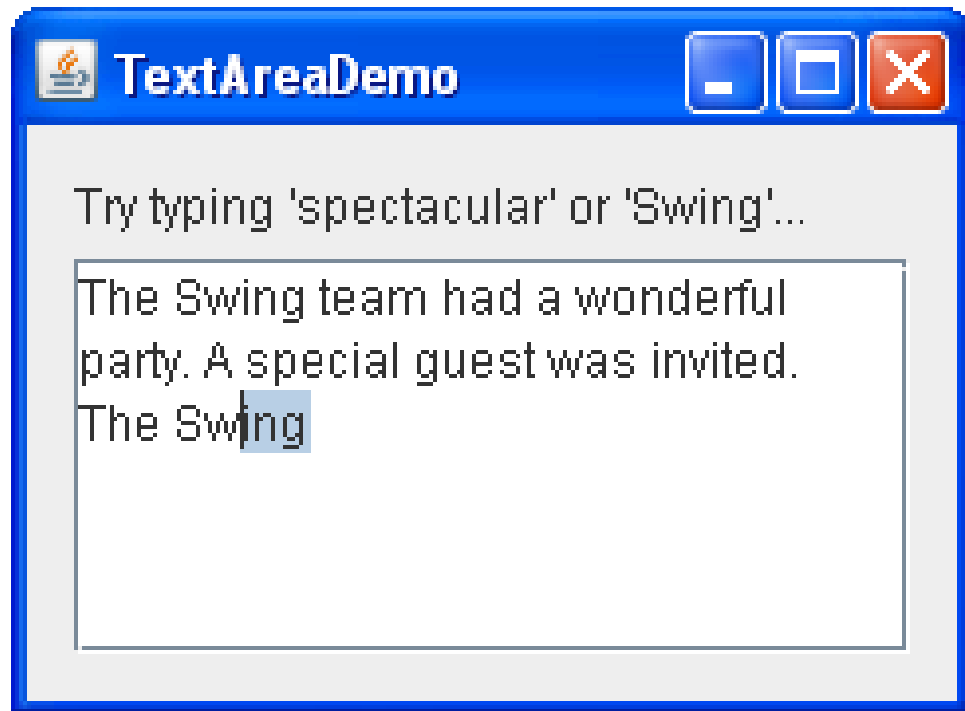 TextAreaDemo
Try typing 'spectacular' or 'Swing'...
The Swing team had a wonderful
party. A special guest was invited.
The Swing